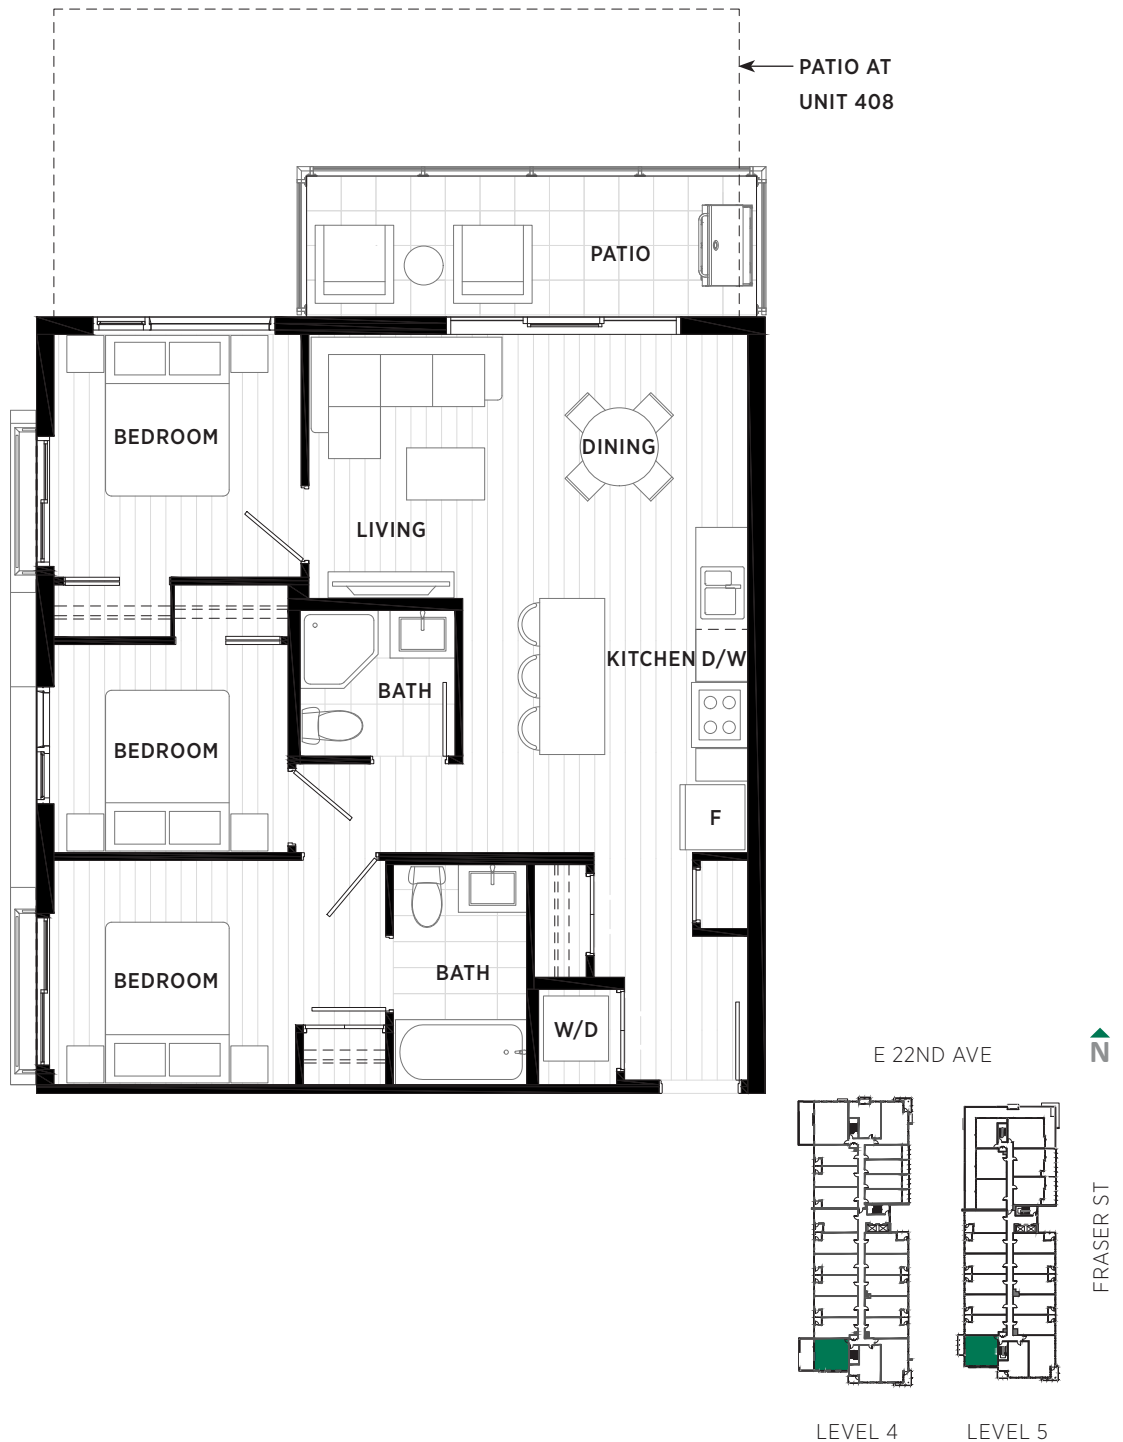 PATIO AT
UNIT 408
PATIO
BEDROOM
DINING
LIVING
KITCHEN D/W
BATH
BEDROOM
F
BEDROOM
BATH
W/D
E 22ND AVE
N
FRASER ST
LEVEL 4
LEVEL 5